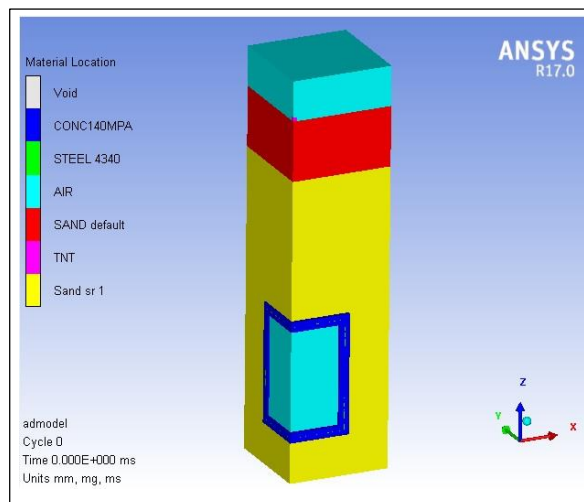 ANSYS
R17.0
Material Location
Void
CONC140MPA
STEEL 4340
AIR
SAND default
TNT
Sand sr 1
admodel
Cycle 0
Time 0.000E+000 ms
Units mm, mg, ms
Z
Y
X